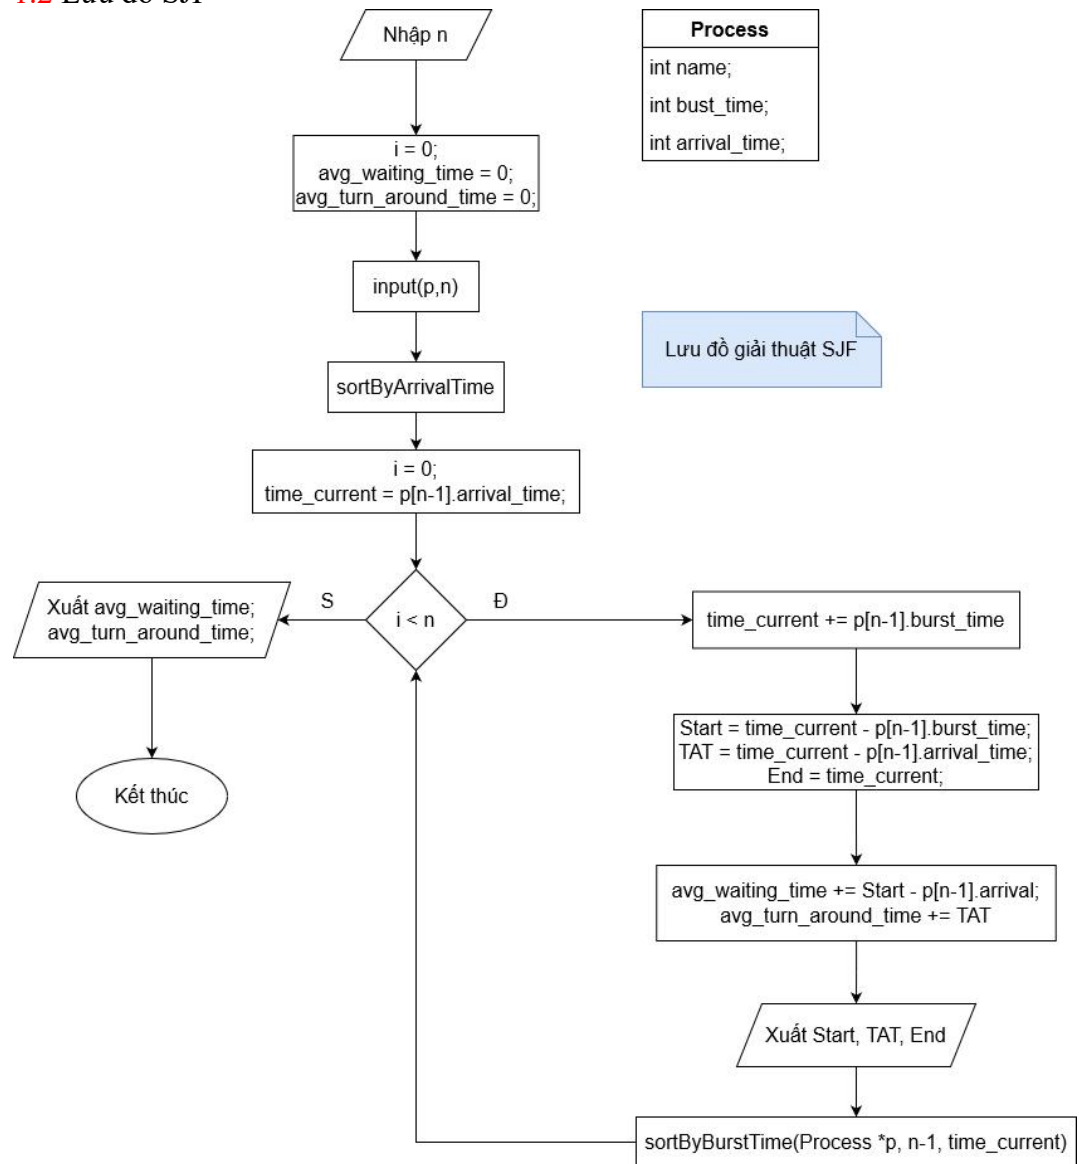 1.2 Lưu đồ SJF
Nhập n
Process
int name;
int bust_time;
int arrival_time;
i = 0;
avg_waiting_time = 0;
avg_turn_around_time = 0;
input(p,n)
Lưu đồ giải thuật SJF
sortByArrivalTime
i = 0;
time_current = p[n-1].arrival_time;
i < n
S
Đ
Xuất avg_waiting_time;
avg_turn_around_time;
Kết thúc
time_current += p[n-1].burst_time
Start = time_current - p[n-1].burst_time;
TAT = time_current - p[n-1].arrival_time;
End = time_current;
avg_waiting_time += Start - p[n-1].arrival;
avg_turn_around_time += TAT
Xuất Start, TAT, End
sortByBurstTime(Process *p, n-1, time_current)